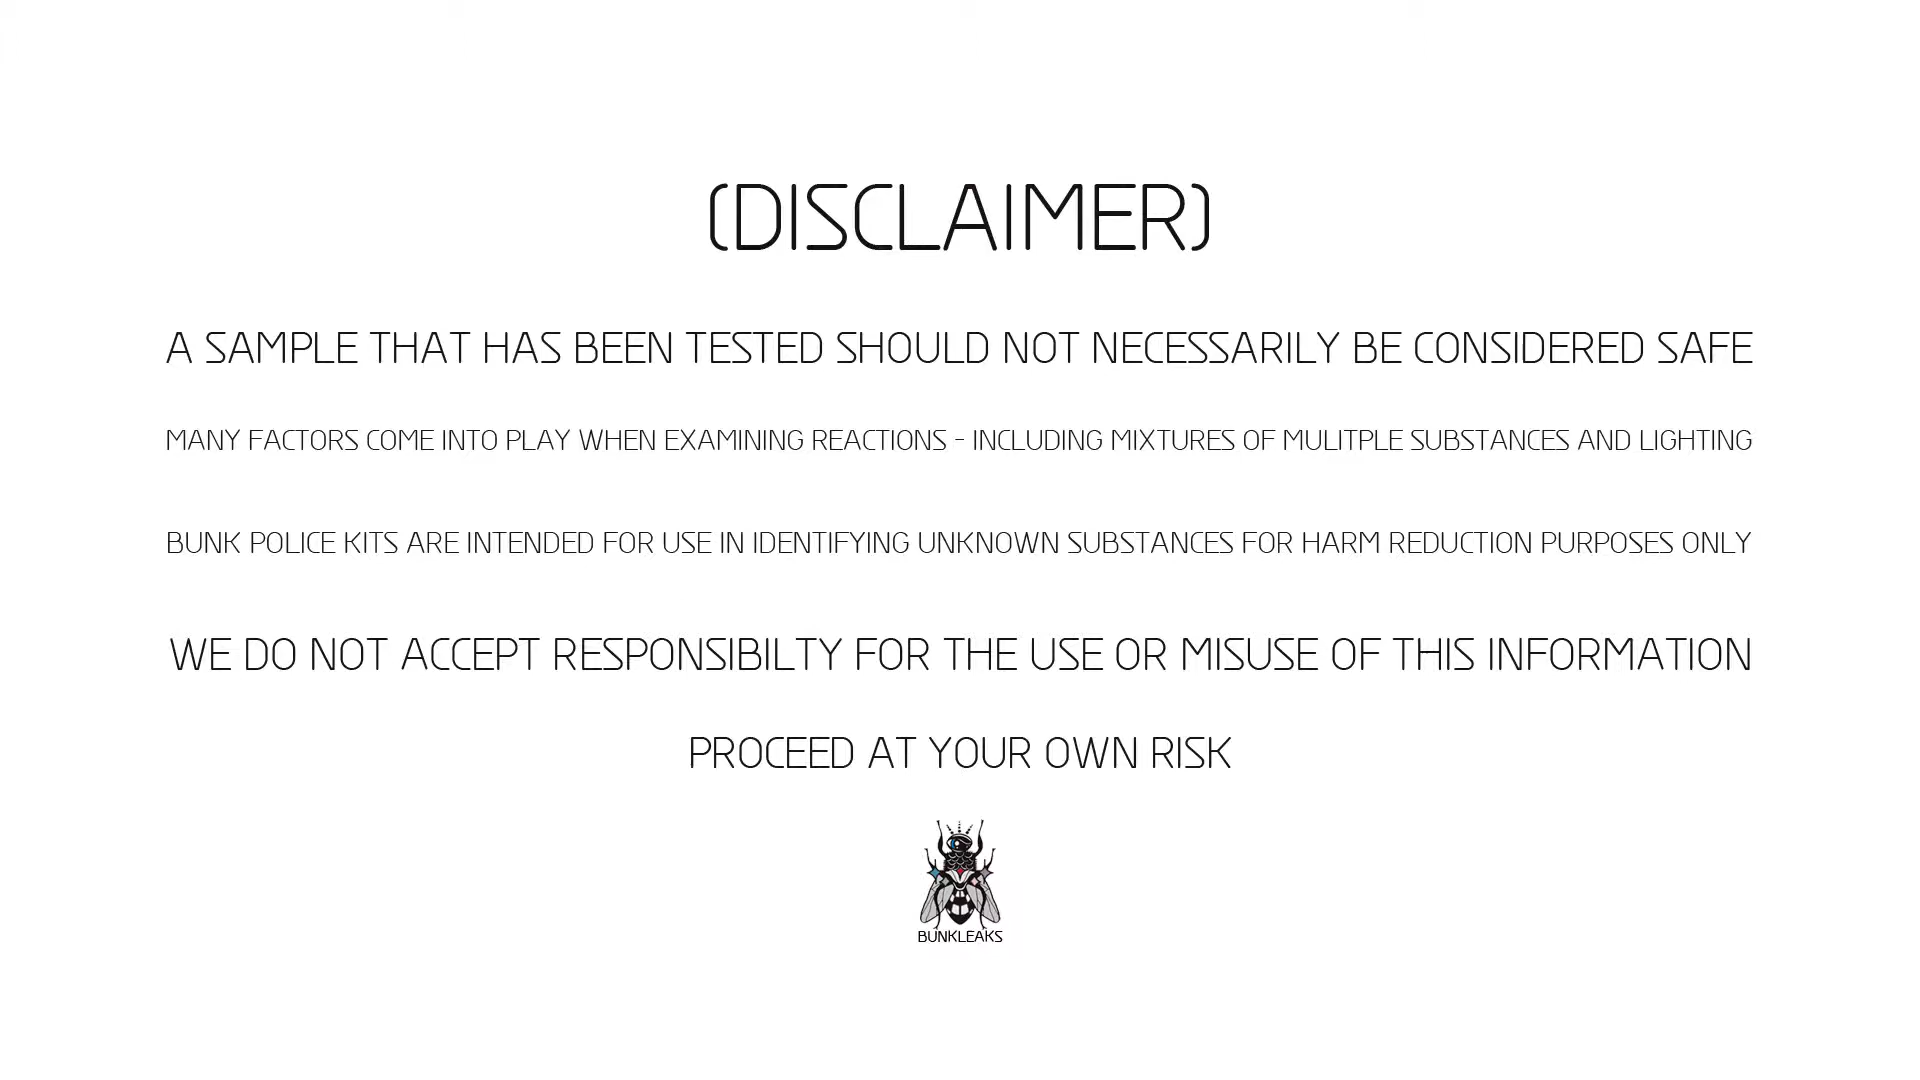 (DISCLAIMER)
A SAMPLE THAT HAS BEEN TESTED SHOULD NOT NECESSARILY BE CONSIDERED SAFE
MANY FACTORS COME INTO PLAY WHEN EXAMINING REACTIONS - INCLUDING MIXTURES OF MULITPLE SUBSTANCES AND LIGHTING
BUNK POLICE KITS ARE INTENDED FOR USE IN IDENTIFYING UNKNOWN SUBSTANCES FOR HARM REDUCTION PURPOSES ONLY
WE DO NOT ACCEPT RESPONSIBILTY FOR THE USE OR MISUSE OF THIS INFORMATION
PROCEED AT YOUR OWN RISK
BUNKLEAKS